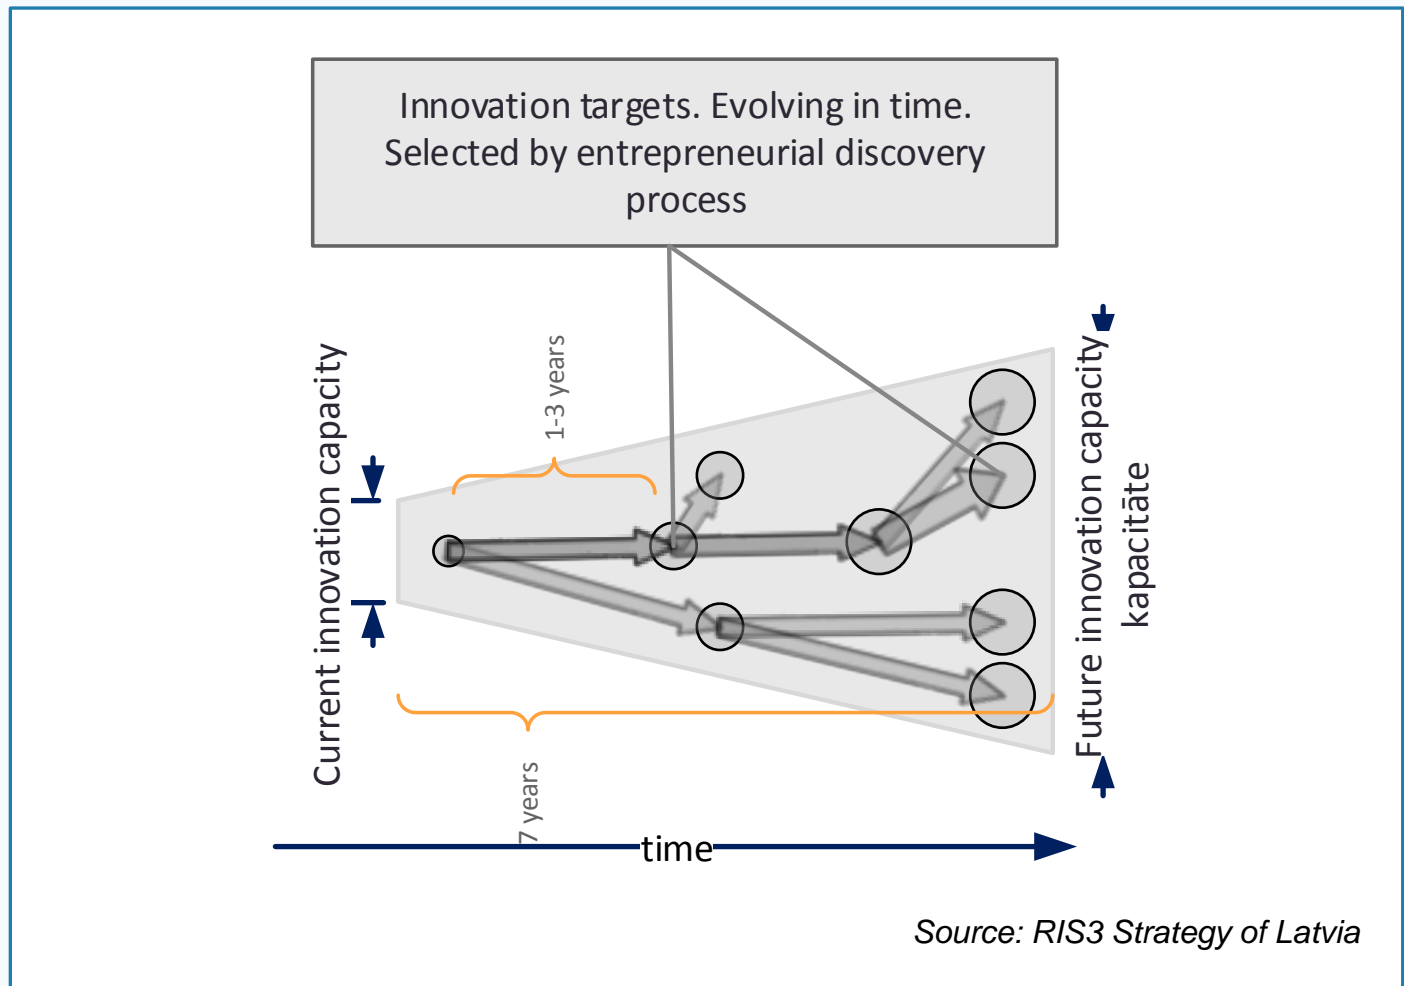 Innovation targets. Evolving in time.
Selected by entrepreneurial discovery
process
1-3 years
Current innovation capacity
Future innovation capacity
kapacitāte
7 years
time
Source: RIS3 Strategy of Latvia